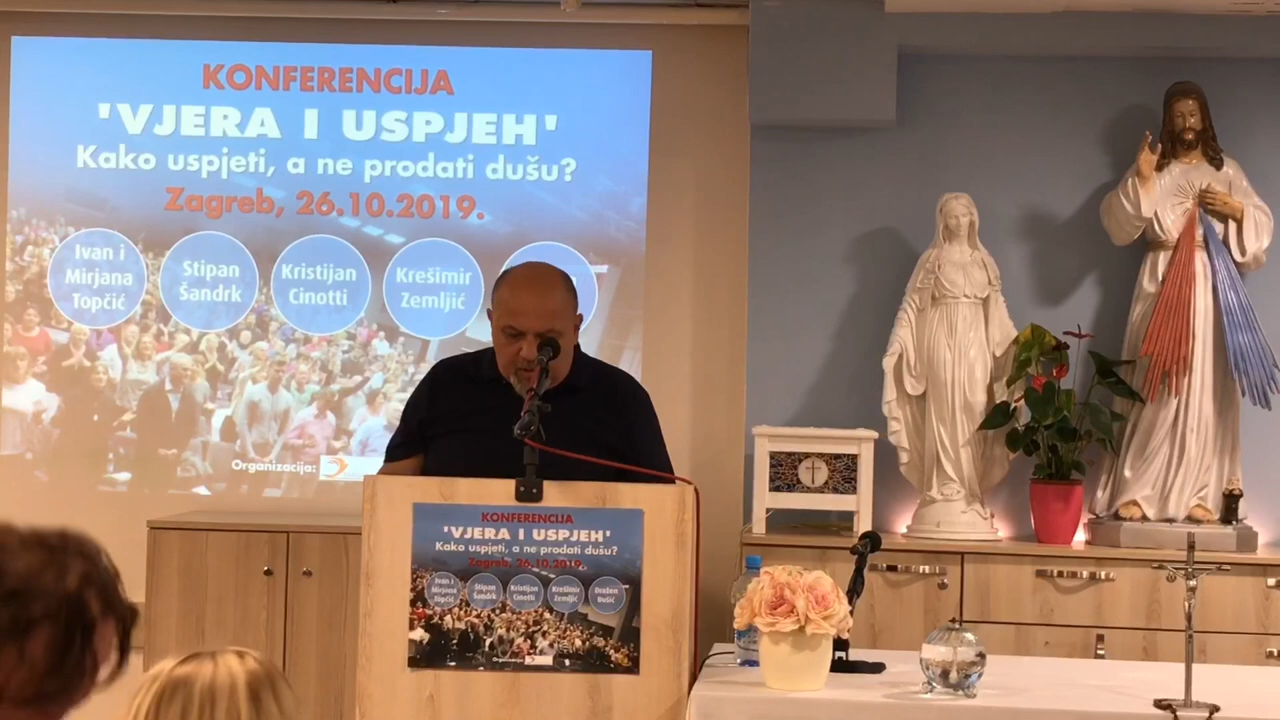 KONFERENCIJA
'VJERA I USPJEH'
Kako uspjeti, a ne prodati dušu?
Zagreb, 26.10.2019.
Ivan i
Mirjana
Topčić
Stipan
Šandrk
Kristijan
Cinotti
Krešimir
Zemljić
Organizacija:
KONFERENCIJA
'VJERA I USPJEH'
Kako uspjeti, a ne prodati dušu?
Zagreb, 26.10.2019.
Ivan i
Mirjana
Topčić
Stipan
Šandrk
Kristijan
Cinotti
Krešimir
Zemljić
Dražen
Bušić
Organizacija: